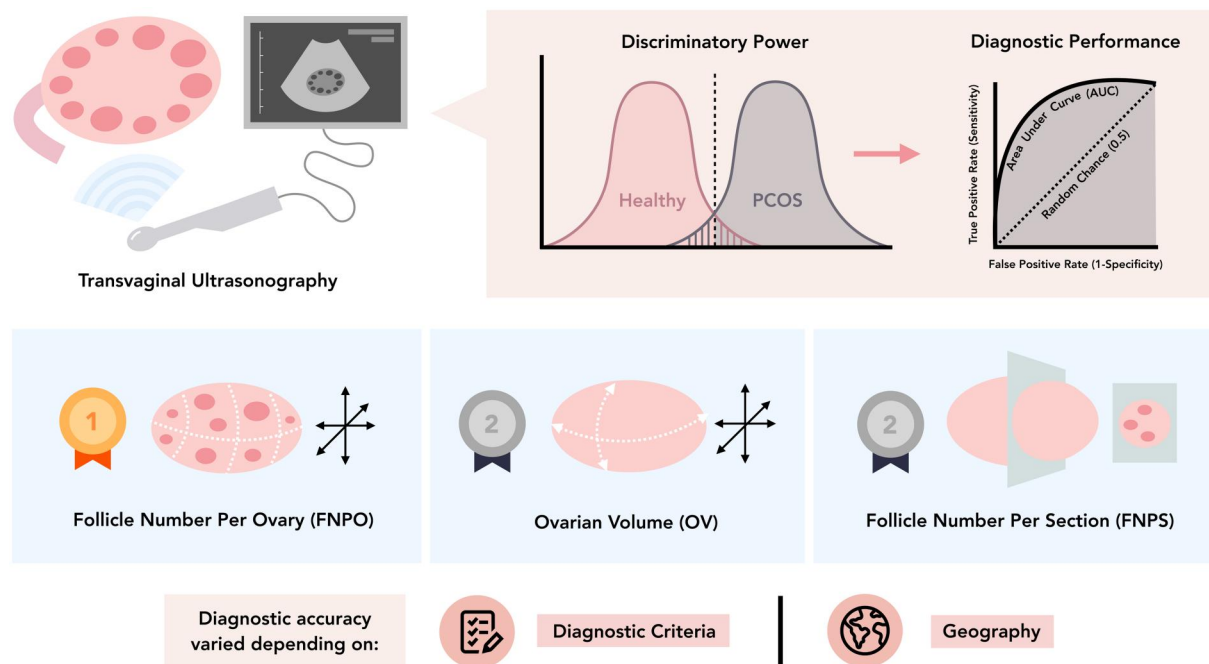 Transvaginal Ultrasonography
Discriminatory Power
Healthy
PCOS
Diagnostic Performance
True Positive Rate (Sensitivity)
Area Under Curve (AUC)
Random Chance (0.5)
False Positive Rate (1-Specificity)
1
Follicle Number Per Ovary (FNPO)
2
Ovarian Volume (OV)
2
Follicle Number Per Section (FNPS)
Diagnostic accuracy
varied depending on:
Diagnostic Criteria
Geography